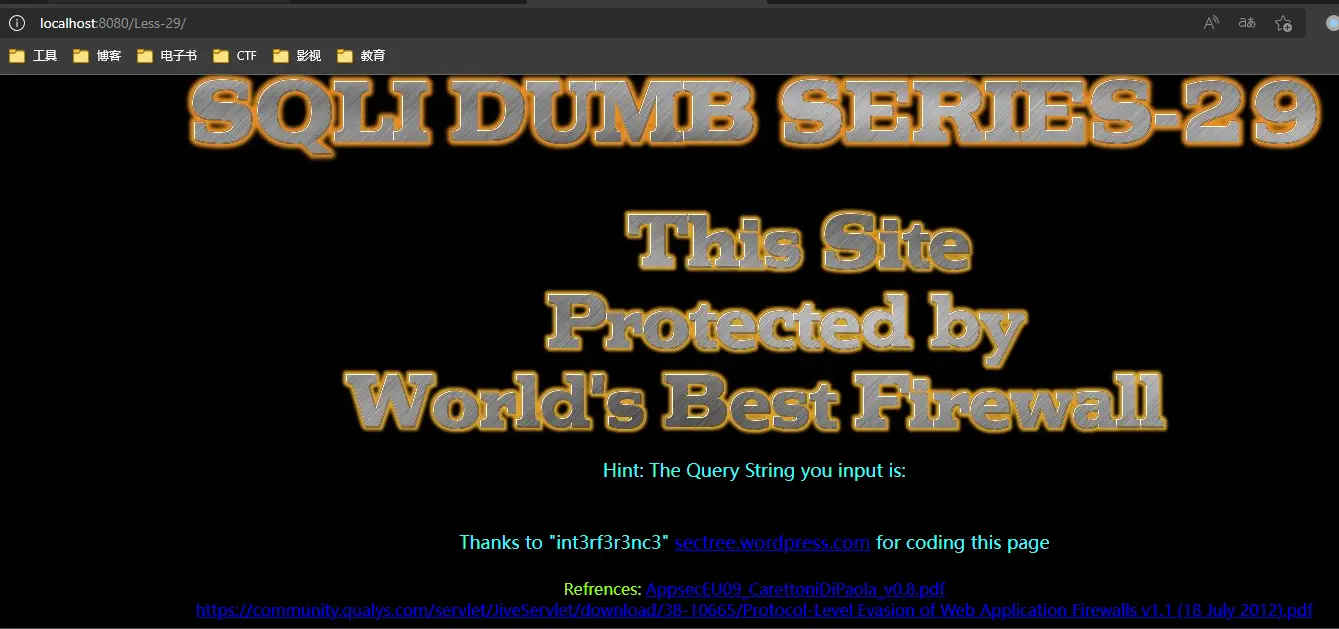 localhost:8080/Less-29/
工具 博客 电子书 CTF 影视 教育
SQLI DUMB SERIES-29
This Site
Protected by
World's Best Firewall
Hint: The Query String you input is:
Thanks to "int3rf3r3nc3" sectree.wordpress.com for coding this page
Refrences: AppsecEU09_CarettoniDiPaola_v0.8.pdf
https://community.qualys.com/servlet/JiveServlet/download/38-10665/Protocol-Level Evasion of Web Application Firewalls v1.1 (18 July 2012).pdf